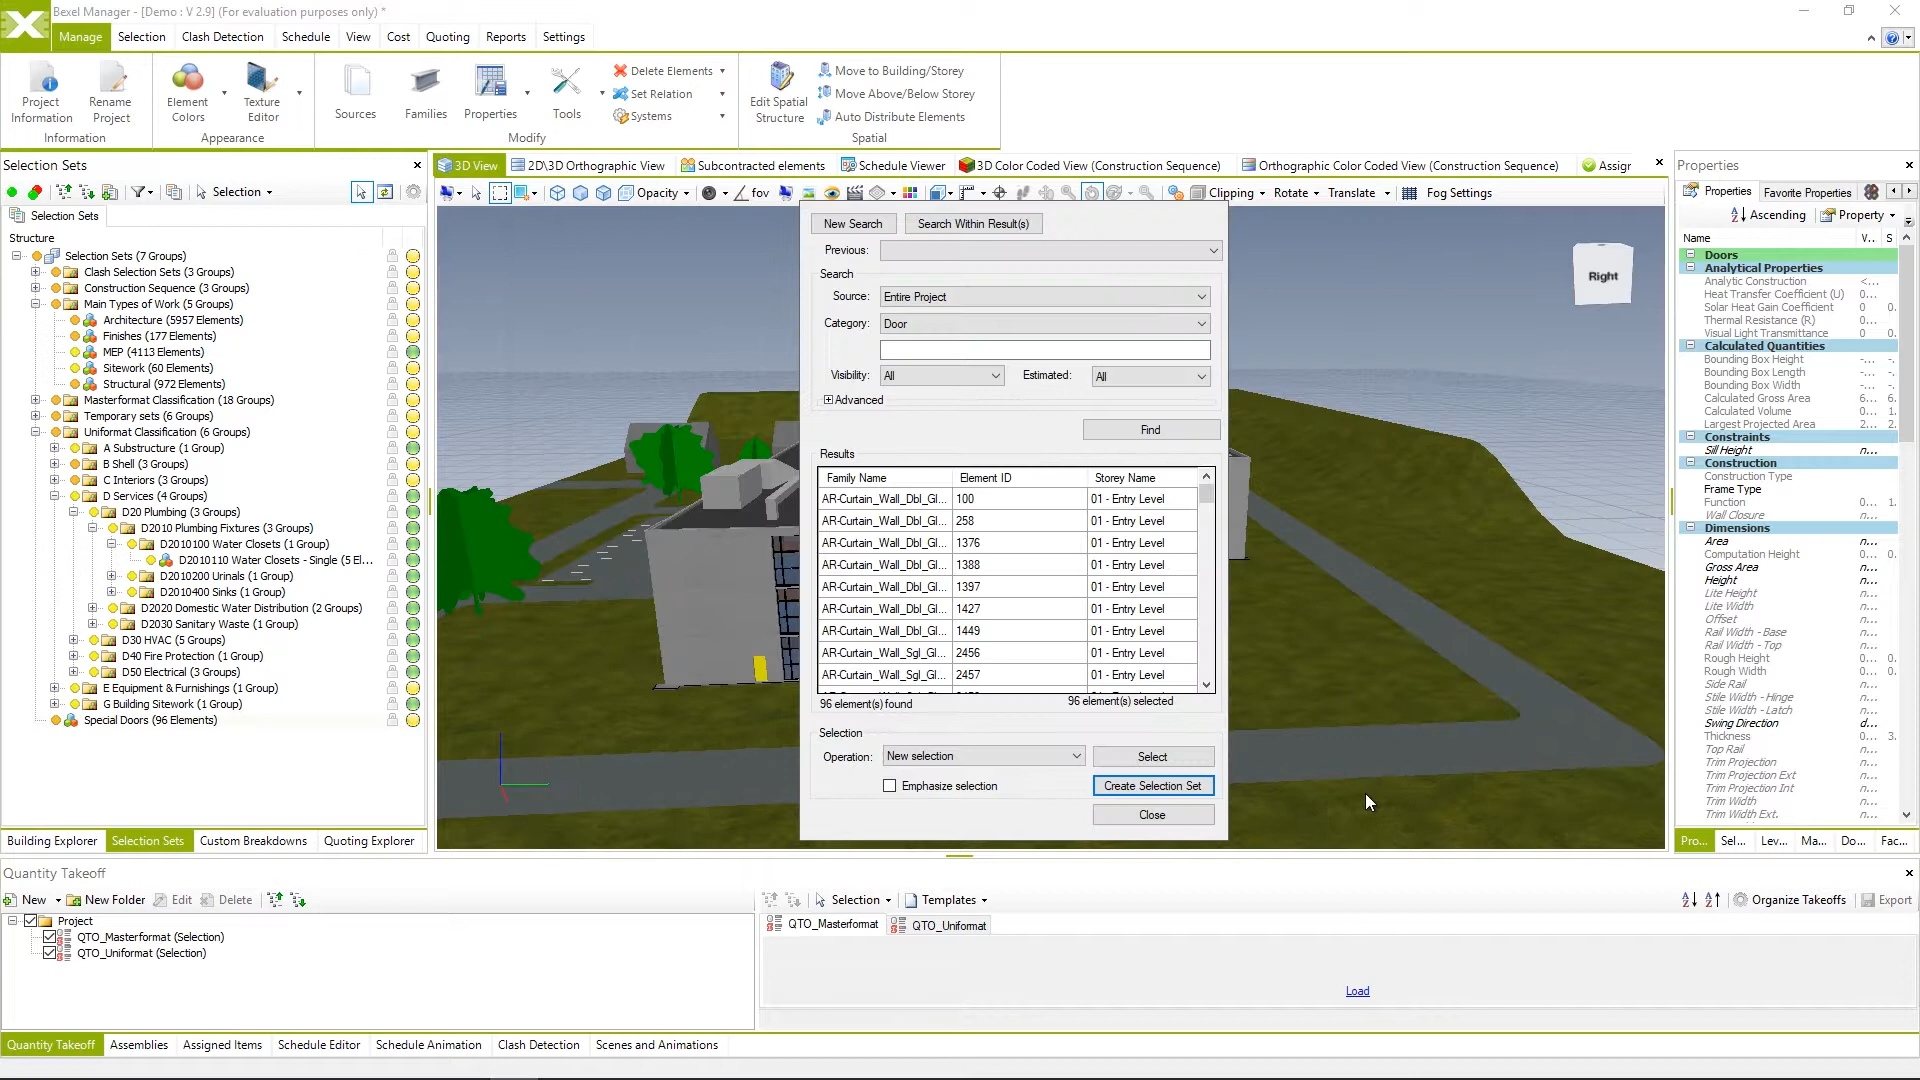 Bexel Manager - [Demo : V 2.9] (For evaluation purposes only) *
Manage Selection Clash Detection Schedule View Cost Quoting Reports Settings
Project Information
Rename Project
Information
Element Colors
Texture Editor
Appearance
Sources
Families
Properties
Tools
Delete Elements
Set Relation
Systems
Modify
Edit Spatial Structure
Move to Building/Storey
Move Above/Below Storey
Auto Distribute Elements
Spatial
Selection Sets
Selection
Selection Sets
Structure
Selection Sets (7 Groups)
Clash Selection Sets (3 Groups)
Construction Sequence (3 Groups)
Main Types of Work (5 Groups)
Architecture (5957 Elements)
Finishes (177 Elements)
MEP (4113 Elements)
Sitework (60 Elements)
Structural (972 Elements)
Masterformat Classification (18 Groups)
Temporary sets (6 Groups)
Uniformat Classification (6 Groups)
A Substructure (1 Group)
B Shell (3 Groups)
C Interiors (3 Groups)
D Services (4 Groups)
D20 Plumbing (3 Groups)
D2010 Plumbing Fixtures (3 Groups)
D2010100 Water Closets (1 Group)
D2010110 Water Closets - Single (5 El...
D2010200 Urinals (1 Group)
D2010400 Sinks (1 Group)
D2020 Domestic Water Distribution (2 Groups)
D2030 Sanitary Waste (1 Group)
D30 HVAC (5 Groups)
D40 Fire Protection (1 Group)
D50 Electrical (3 Groups)
E Equipment & Furnishings (1 Group)
G Building Sitework (1 Group)
Special Doors (96 Elements)
Building Explorer Selection Sets Custom Breakdowns Quoting Explorer
3D View 2D\3D Orthographic View Subcontracted elements Schedule Viewer 3D Color Coded View (Construction Sequence) Orthographic Color Coded View (Construction Sequence) Assign
Opacity fov Clipping Rotate Translate Fog Settings
Right
New Search Search Within Result(s)
Previous:
Search
Source: Entire Project
Category: Door
Visibility: All Estimated: All
Advanced
Find
Results
Family Name Element ID Storey Name
AR-Curtain_Wall_Dbl_Gl... 100 01 - Entry Level
AR-Curtain_Wall_Dbl_Gl... 258 01 - Entry Level
AR-Curtain_Wall_Dbl_Gl... 1376 01 - Entry Level
AR-Curtain_Wall_Dbl_Gl... 1388 01 - Entry Level
AR-Curtain_Wall_Dbl_Gl... 1397 01 - Entry Level
AR-Curtain_Wall_Dbl_Gl... 1427 01 - Entry Level
AR-Curtain_Wall_Dbl_Gl... 1449 01 - Entry Level
AR-Curtain_Wall_Sgl_Gl... 2456 01 - Entry Level
AR-Curtain_Wall_Sgl_Gl... 2457 01 - Entry Level
96 element(s) found 96 element(s) selected
Selection
Operation: New selection Select
Emphasize selection Create Selection Set
Close
Properties
Properties Favorite Properties
Ascending Property
Name V... S
Doors
Analytical Properties
Analytic Construction <...
Heat Transfer Coefficient (U) 0...
Solar Heat Gain Coefficient 0 0.
Thermal Resistance (R) 0...
Visual Light Transmittance 0 0.
Calculated Quantities
Bounding Box Height -... -.
Bounding Box Length -... -.
Bounding Box Width -... -.
Calculated Gross Area 6... 6.
Calculated Volume 0... 1.
Largest Projected Area 2... 2.
Constraints
Sill Height n...
Construction
Construction Type
Frame Type
Function 0... 1.
Wall Closure n...
Dimensions
Area n...
Computation Height 0... 0.
Gross Area n...
Height n...
Lite Height n...
Lite Width n...
Offset n...
Rail Width - Base n...
Rail Width - Top n...
Rough Height 0... 0.
Rough Width 0... 0.
Side Rail n...
Stile Width - Hinge n...
Stile Width - Latch n...
Swing Direction d...
Thickness 0... 3.
Top Rail n...
Trim Projection n...
Trim Projection Ext n...
Trim Projection Int n...
Trim Width n...
Trim Width Ext. n...
Pro... Sel... Lev... Ma... Do... Fac...
Quantity Takeoff
New New Folder Edit Delete
Project
QTO_Masterformat (Selection)
QTO_Uniformat (Selection)
Selection Templates Organize Takeoffs Export
QTO_Masterformat QTO_Uniformat
Load
Quantity Takeoff Assemblies Assigned Items Schedule Editor Schedule Animation Clash Detection Scenes and Animations